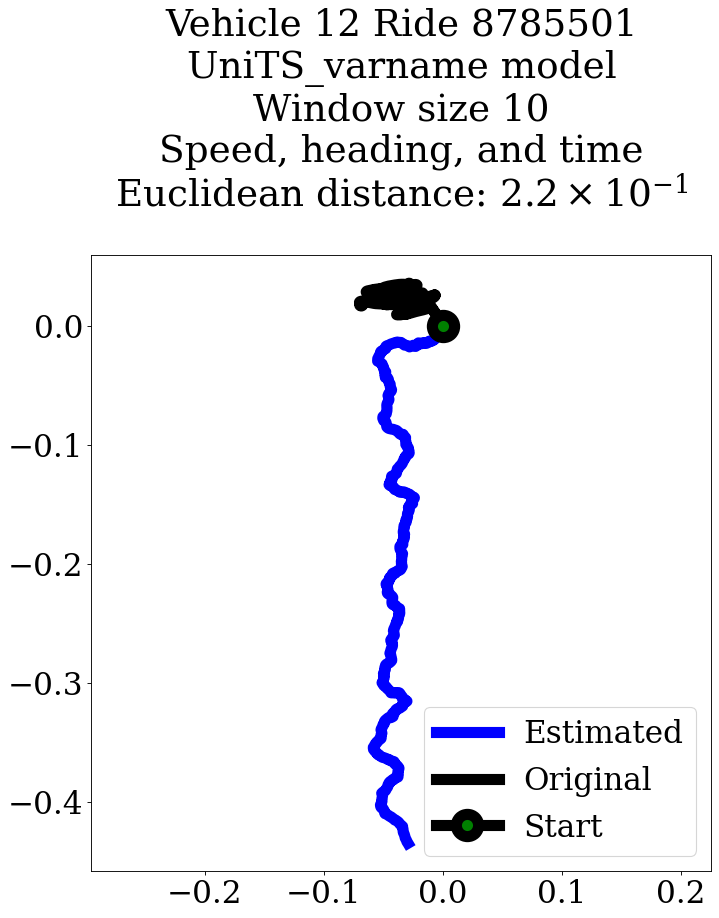 Vehicle 12 Ride 8785501
UniTS_varname model
Window size 10
Speed, heading, and time
Euclidean distance: 2.2 × 10⁻¹
0.0
−0.1
−0.2
−0.3
−0.4
Estimated
Original
Start
−0.2 −0.1 0.0 0.1 0.2